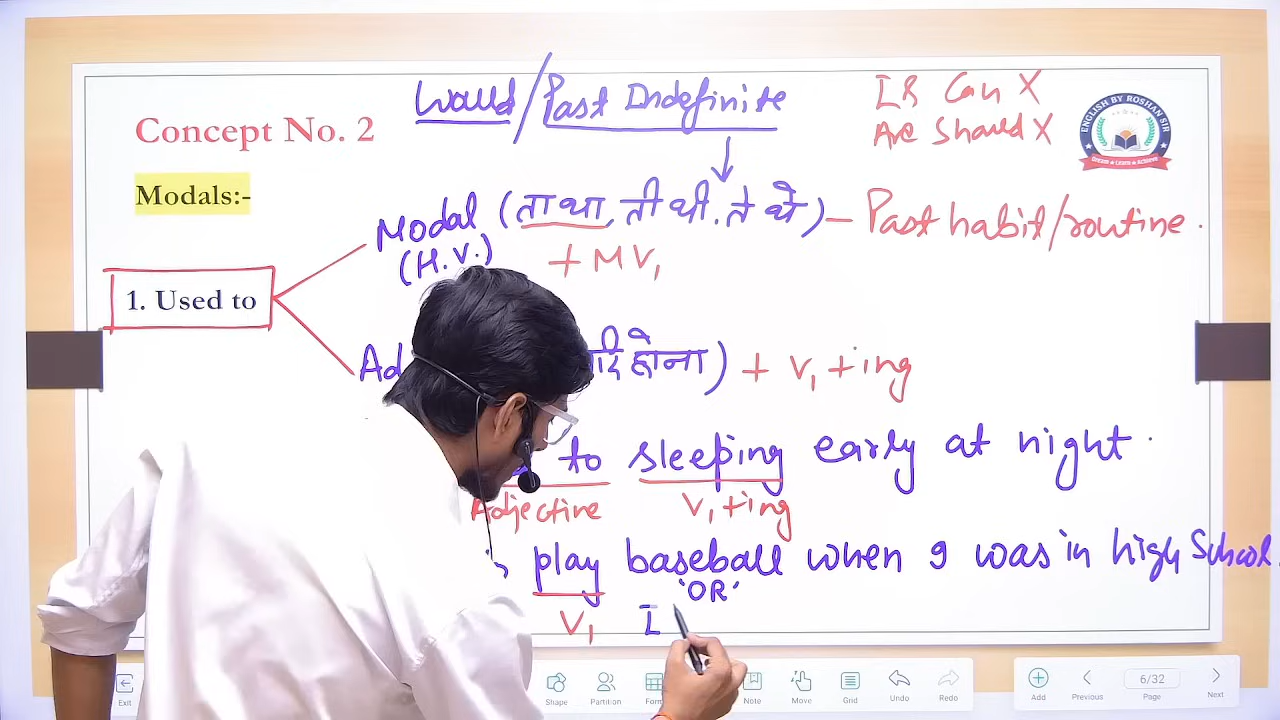 Would/Past Indefinite
Is Can X
Are Should X
ENGLISH BY ROSHAN SIR
Concept No. 2
Modals:-
Modal (ता था, ती थी, ते थे) – Past habit/routine.
(H.V.) + MV1
1. Used to
होना) + V1 + ing
to sleeping early at night.
Adjective V1+ing
play baseball when I was in high School.
'OR'
V1 I
Exit
Shape
Partition
Note
Move
Grid
Undo
Redo
Add
Previous
6/32
Page
Next